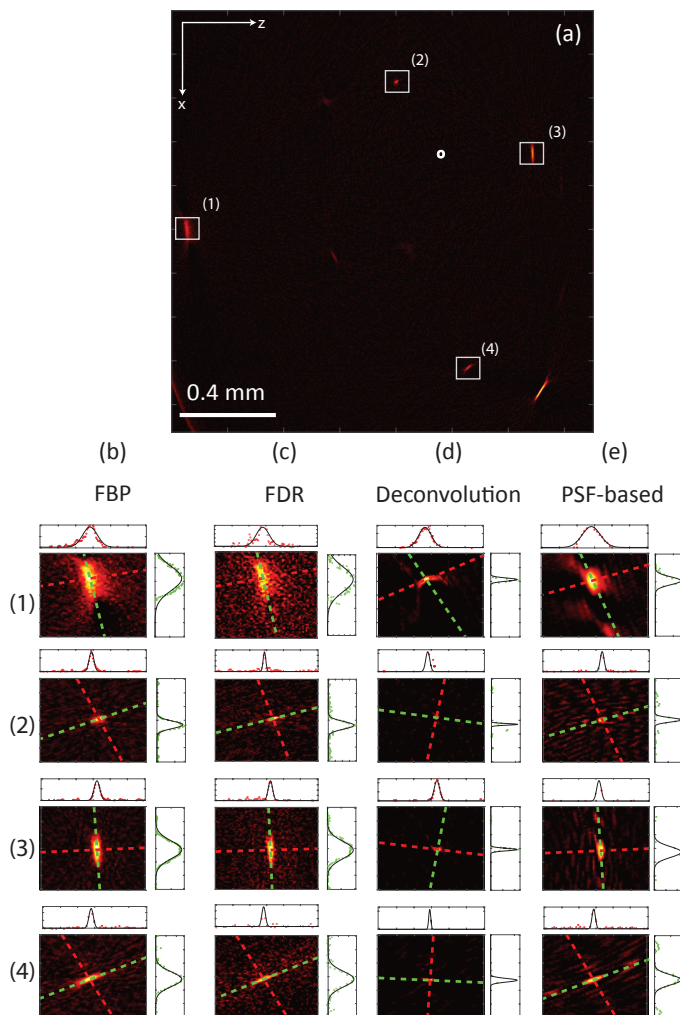 (a)
z
x
(2)
(3)
o
(1)
(4)
0.4 mm
(b) (c) (d) (e)
FBP FDR Deconvolution PSF-based
(1)
(2)
(3)
(4)